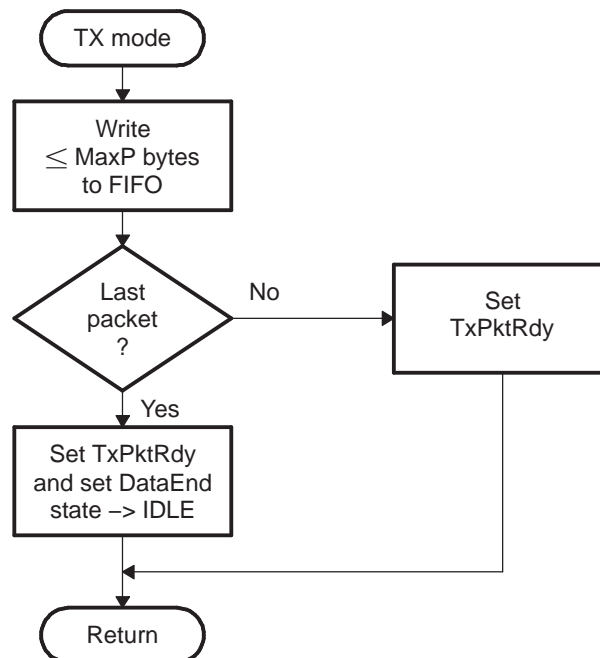 TX mode
Write
≤ MaxP bytes
to FIFO
Last
packet
?
No
Set
TxPktRdy
Yes
Set TxPktRdy
and set DataEnd
state −> IDLE
Return